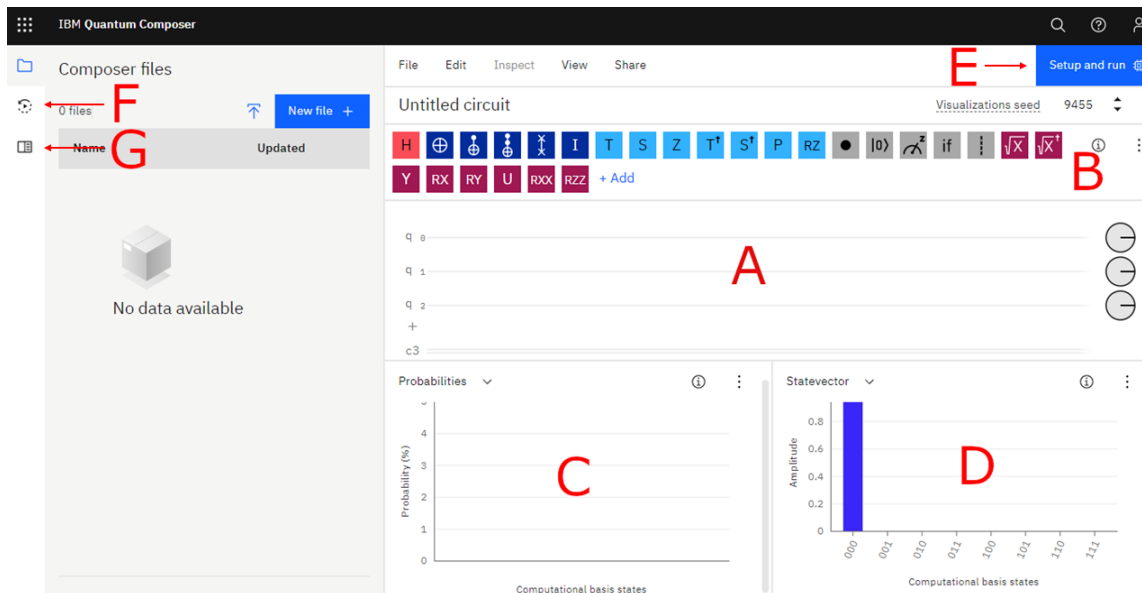 IBM Quantum Composer
Composer files
0 files
New file +
Name Updated
No data available
File Edit Inspect View Share
Setup and run
Untitled circuit
Visualizations seed 9455
H I T S Z T† S† P RZ |0⟩ z if √X √X†
Y RX RY U RXX RZZ + Add
q 0
q 1
q 2
+
c3
Probabilities
Probability (%)
5
4
3
2
1
0
Computational basis states
Statevector
Amplitude
0.8
0.6
0.4
0.2
0
000 001 010 011 100 101 110 111
Computational basis states
A
B
C
D
E
F
G